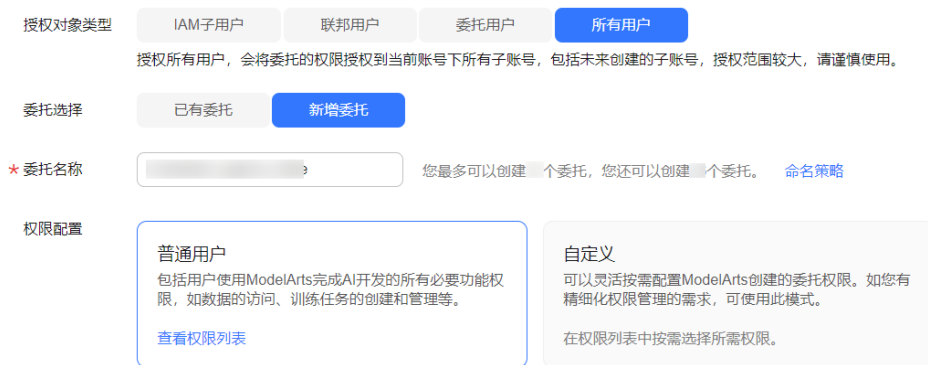 授权对象类型 IAM子用户 联邦用户 委托用户 所有用户
授权所有用户，会将委托的权限授权到当前账号下所有子账号，包括未来创建的子账号，授权范围较大，请谨慎使用。
委托选择 已有委托 新增委托
* 委托名称 您最多可以创建 个委托，您还可以创建 个委托。 命名策略
权限配置
普通用户
包括用户使用ModelArts完成AI开发的所有必要功能权
限，如数据的访问、训练任务的创建和管理等。
查看权限列表
自定义
可以灵活按需配置ModelArts创建的委托权限。如您有
精细化权限管理的需求，可使用此模式。
在权限列表中按需选择所需权限。